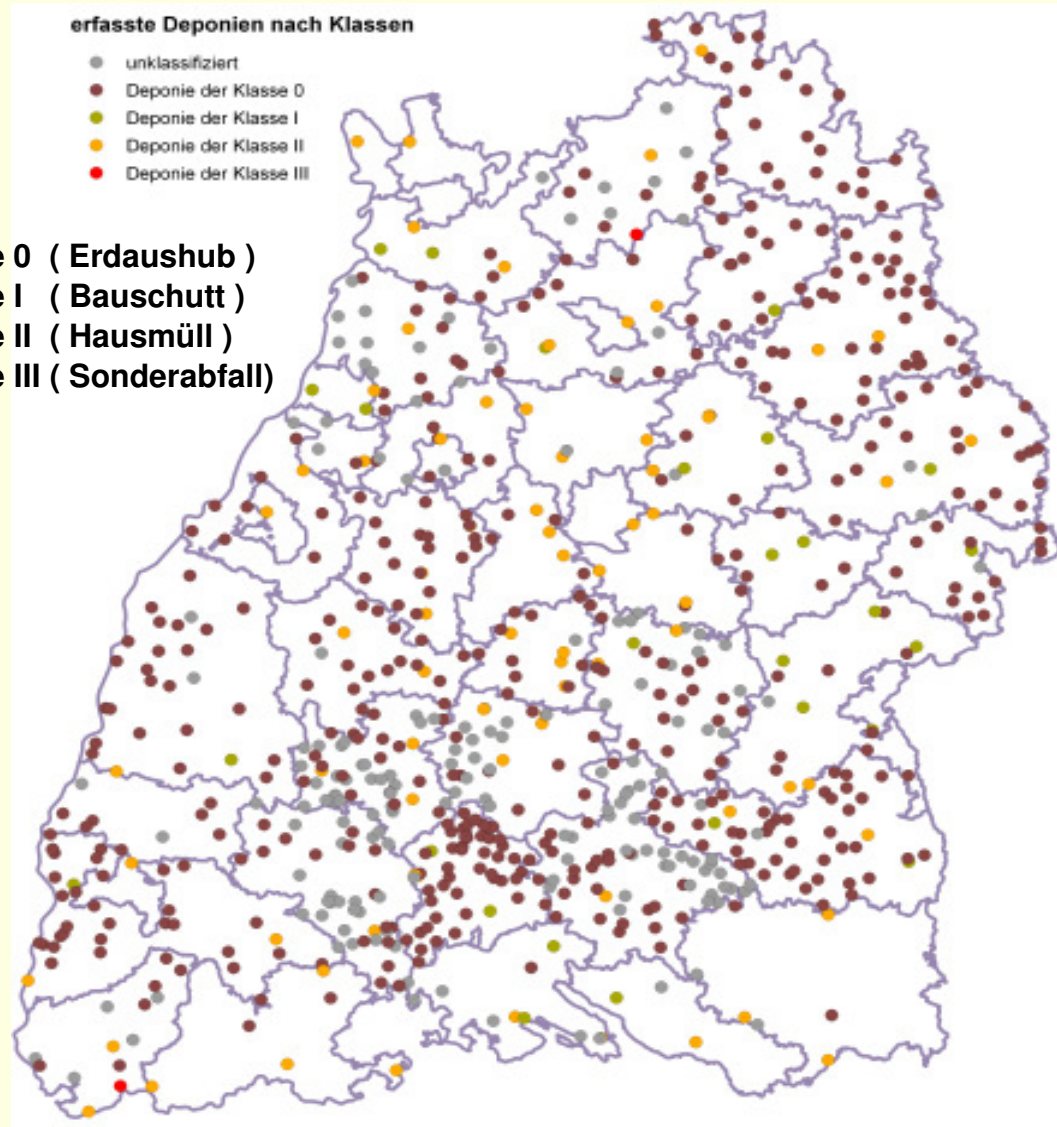 erfasste Deponien nach Klassen
unklassifiziert
Deponie der Klasse 0
Deponie der Klasse I
Deponie der Klasse II
Deponie der Klasse III
e 0 ( Erdaushub )
e I ( Bauschutt )
e II ( Hausmüll )
e III ( Sonderabfall)